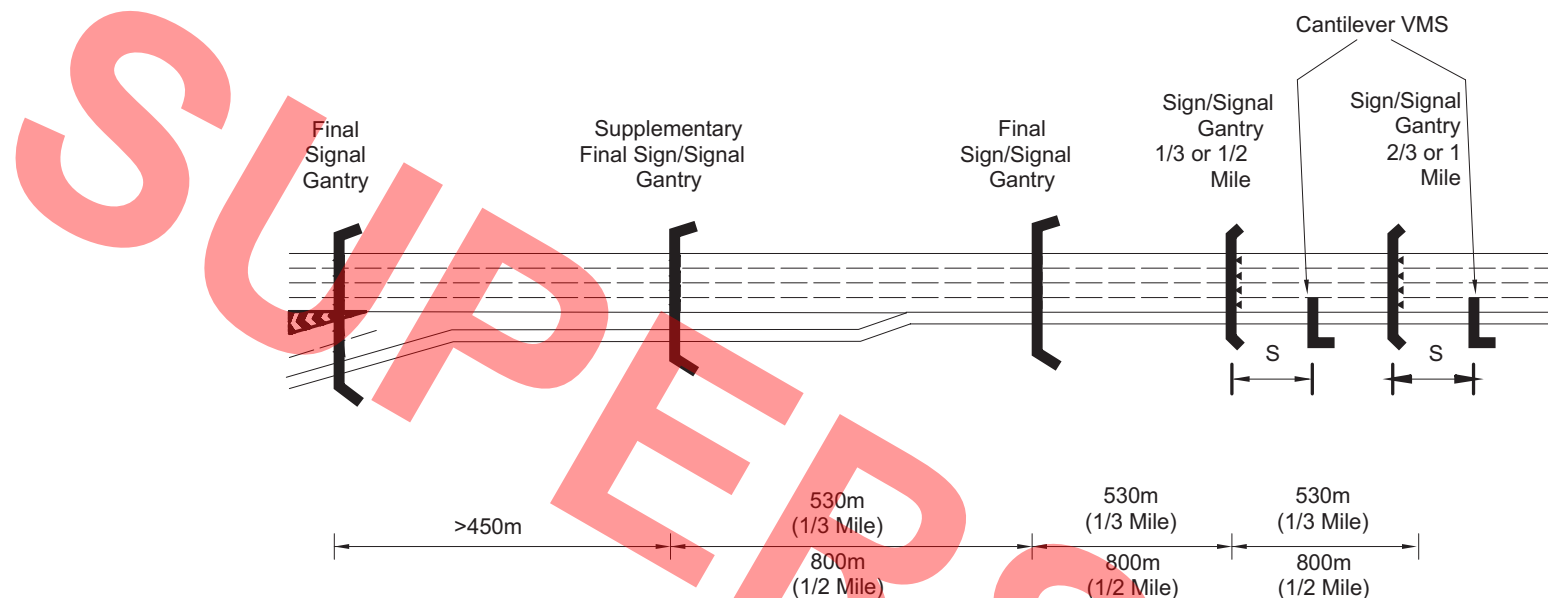 Cantilever VMS
Sign/Signal
Gantry
1/3 or 1/2
Mile
Sign/Signal
Gantry
2/3 or 1
Mile
Final
Signal
Gantry
Supplementary
Final Sign/Signal
Gantry
Final
Sign/Signal
Gantry
S
S
>450m
530m
(1/3 Mile)
800m
(1/2 Mile)
530m
(1/3 Mile)
800m
(1/2 Mile)
530m
(1/3 Mile)
800m
(1/2 Mile)